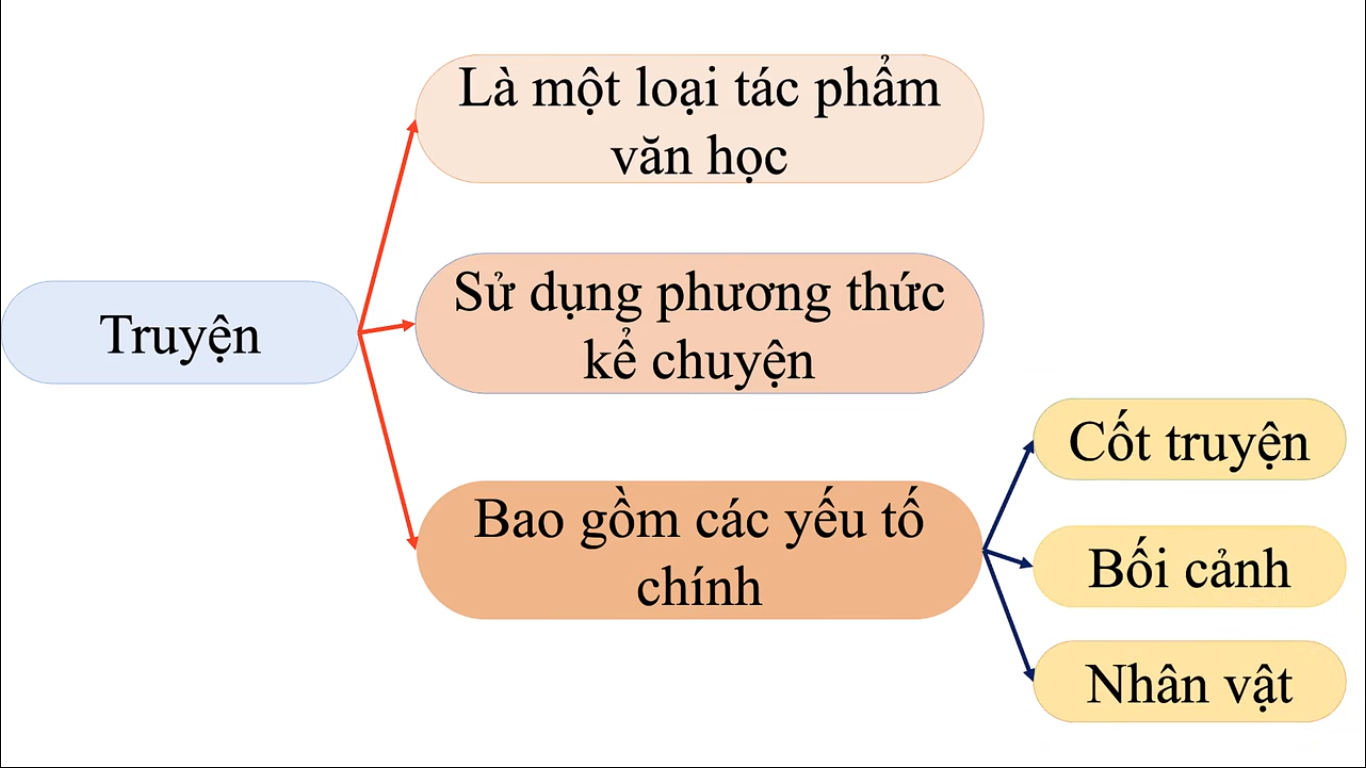 Là một loại tác phẩm
văn học
Truyện
Sử dụng phương thức
kể chuyện
Bao gồm các yếu tố
chính
Cốt truyện
Bối cảnh
Nhân vật